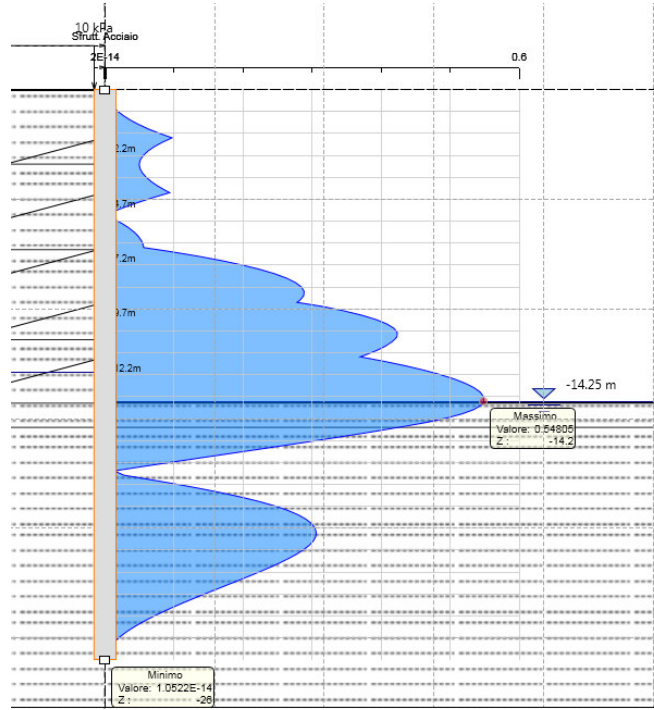 10 kPa
Strutt. Acciaio
2E-14
0.6
2.2m
4.7m
7.2m
9.7m
12.2m
-14.25 m
Massimo
Valore: 0.54805
Z : -14.2
Minimo
Valore: 1.0522E-14
Z : -26